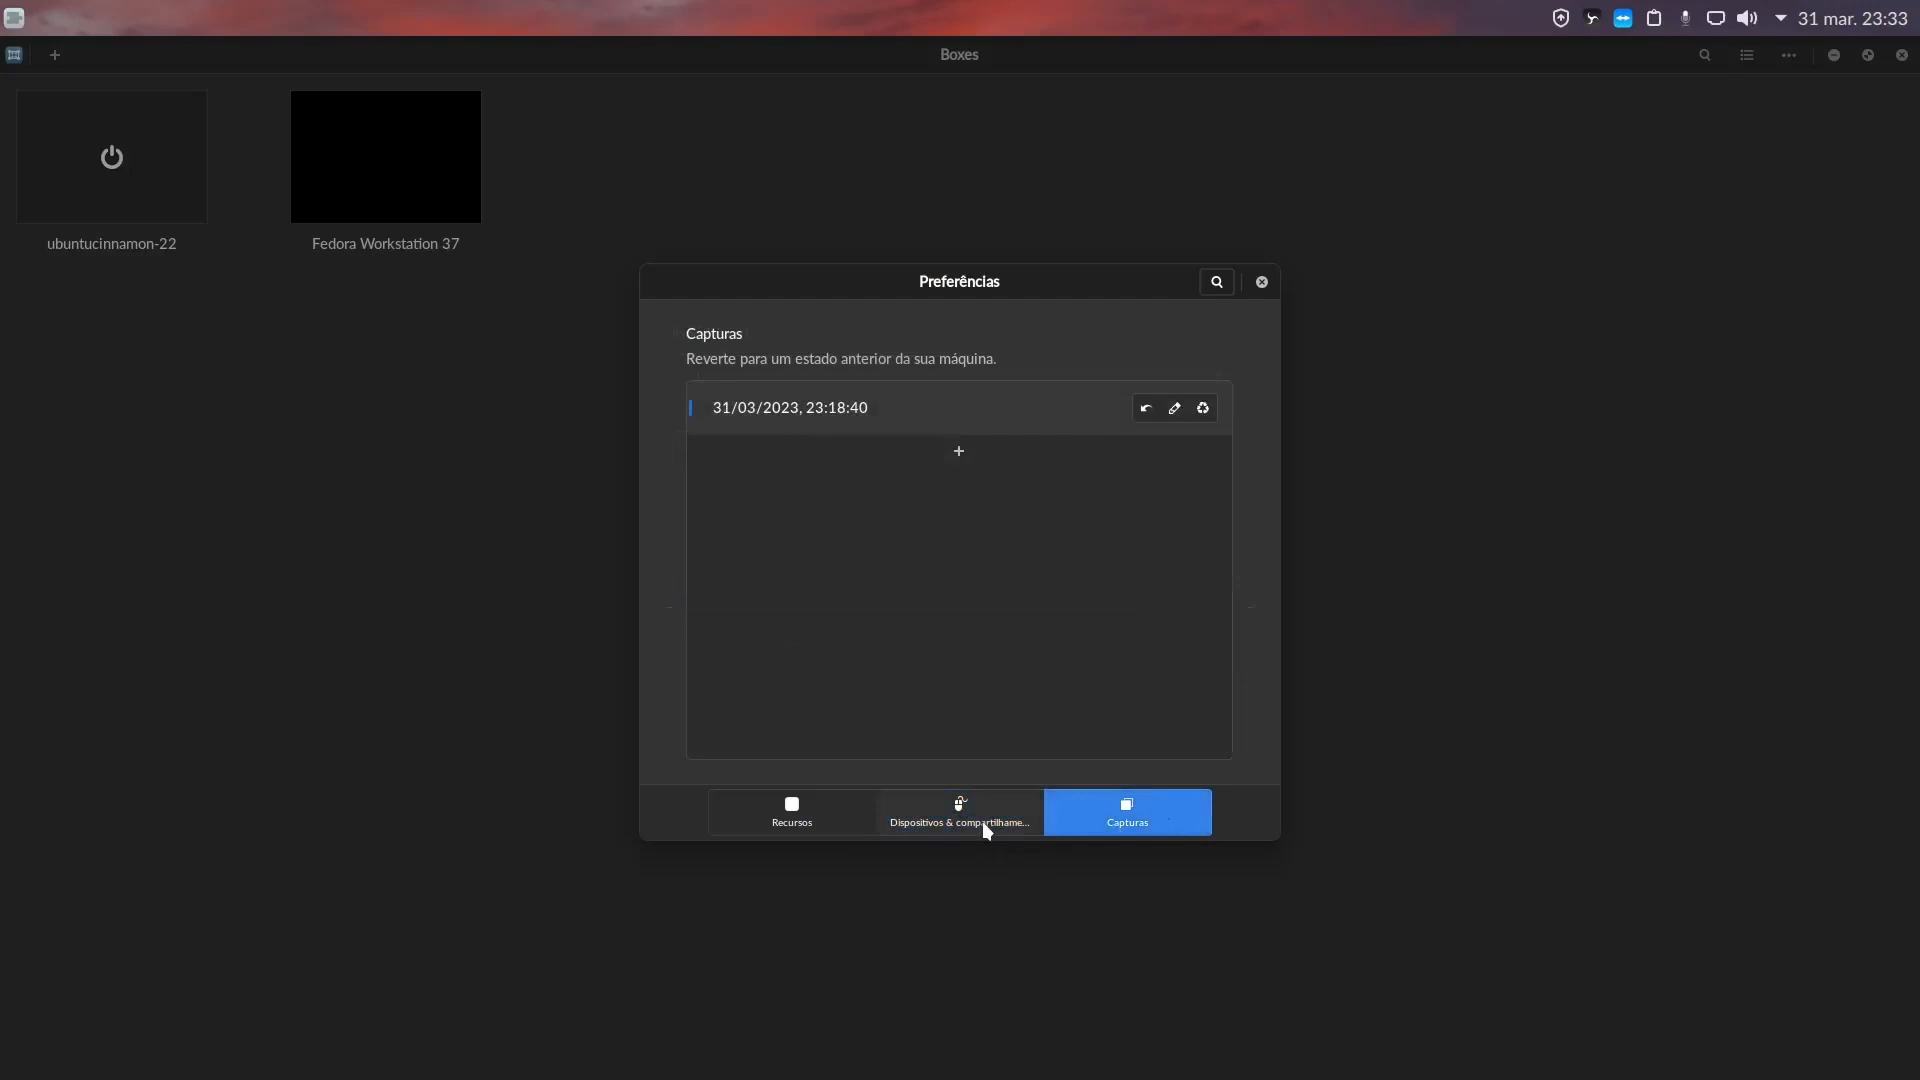 31 mar. 23:33
Boxes
ubuntucinnamon-22
Fedora Workstation 37
Preferências
Capturas
Reverte para um estado anterior da sua máquina.
31/03/2023, 23:18:40
Recursos
Dispositivos & compartilhame...
Capturas